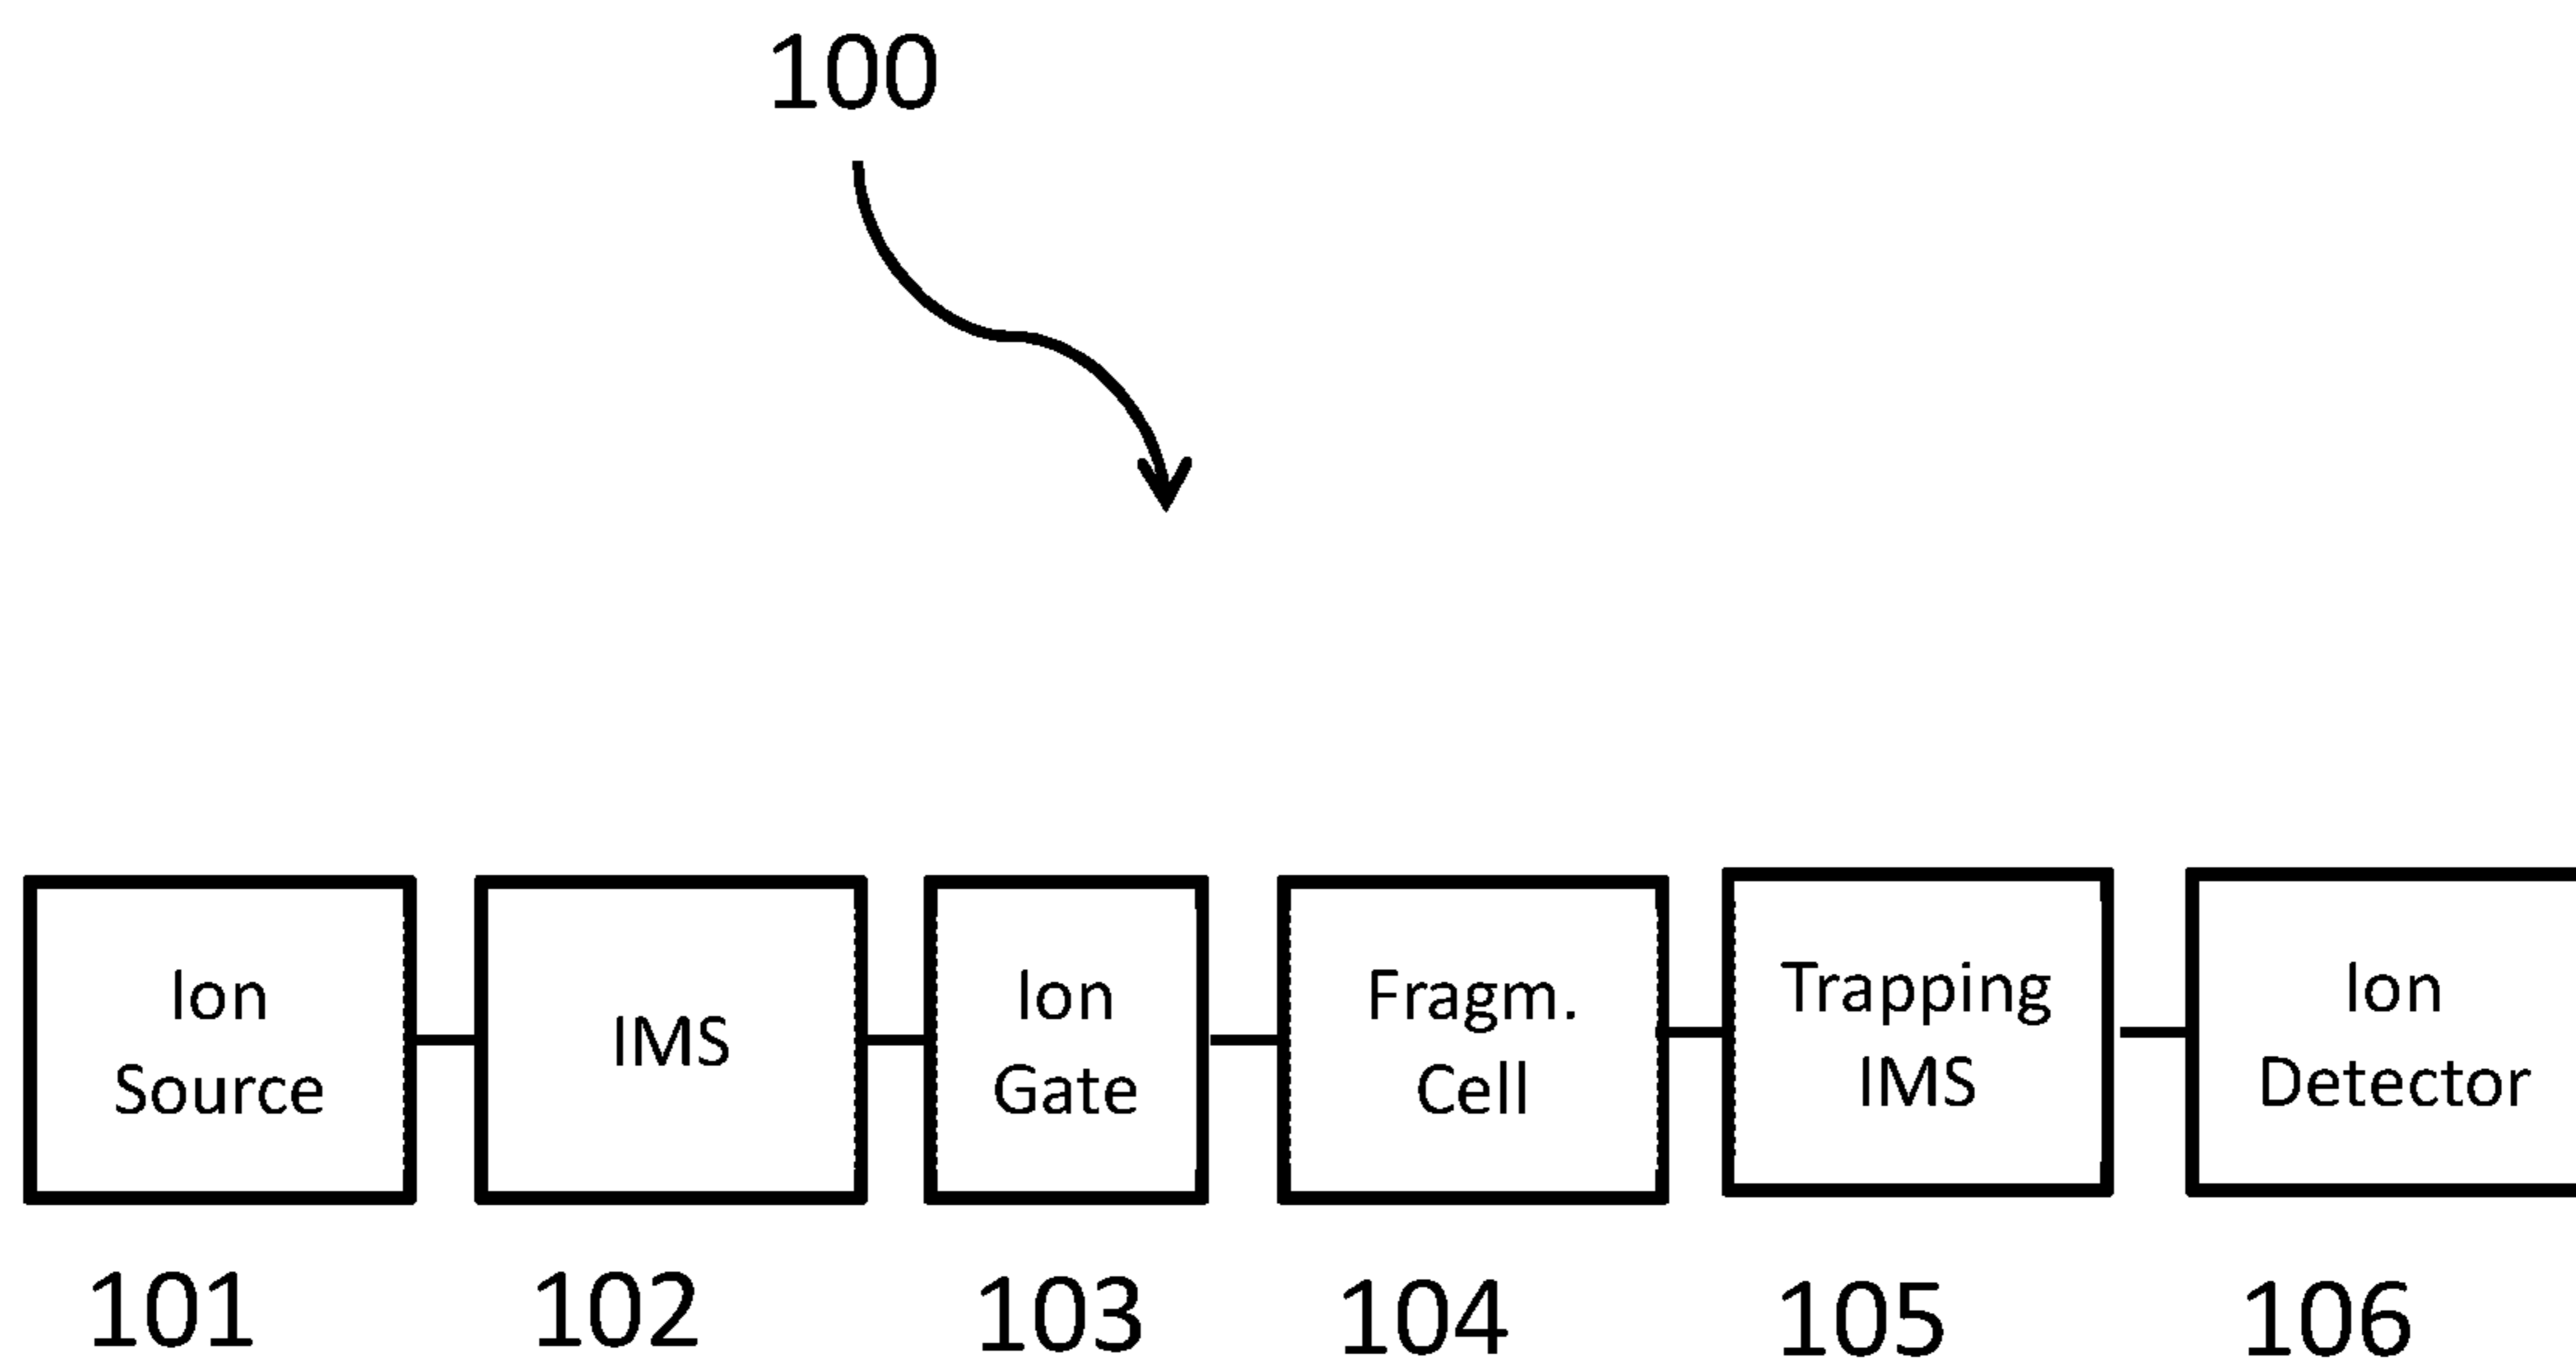 100
Ion
Source
IMS
Ion
Gate
Fragm.
Cell
Trapping
IMS
Ion
Detector
101
102
103
104
105
106